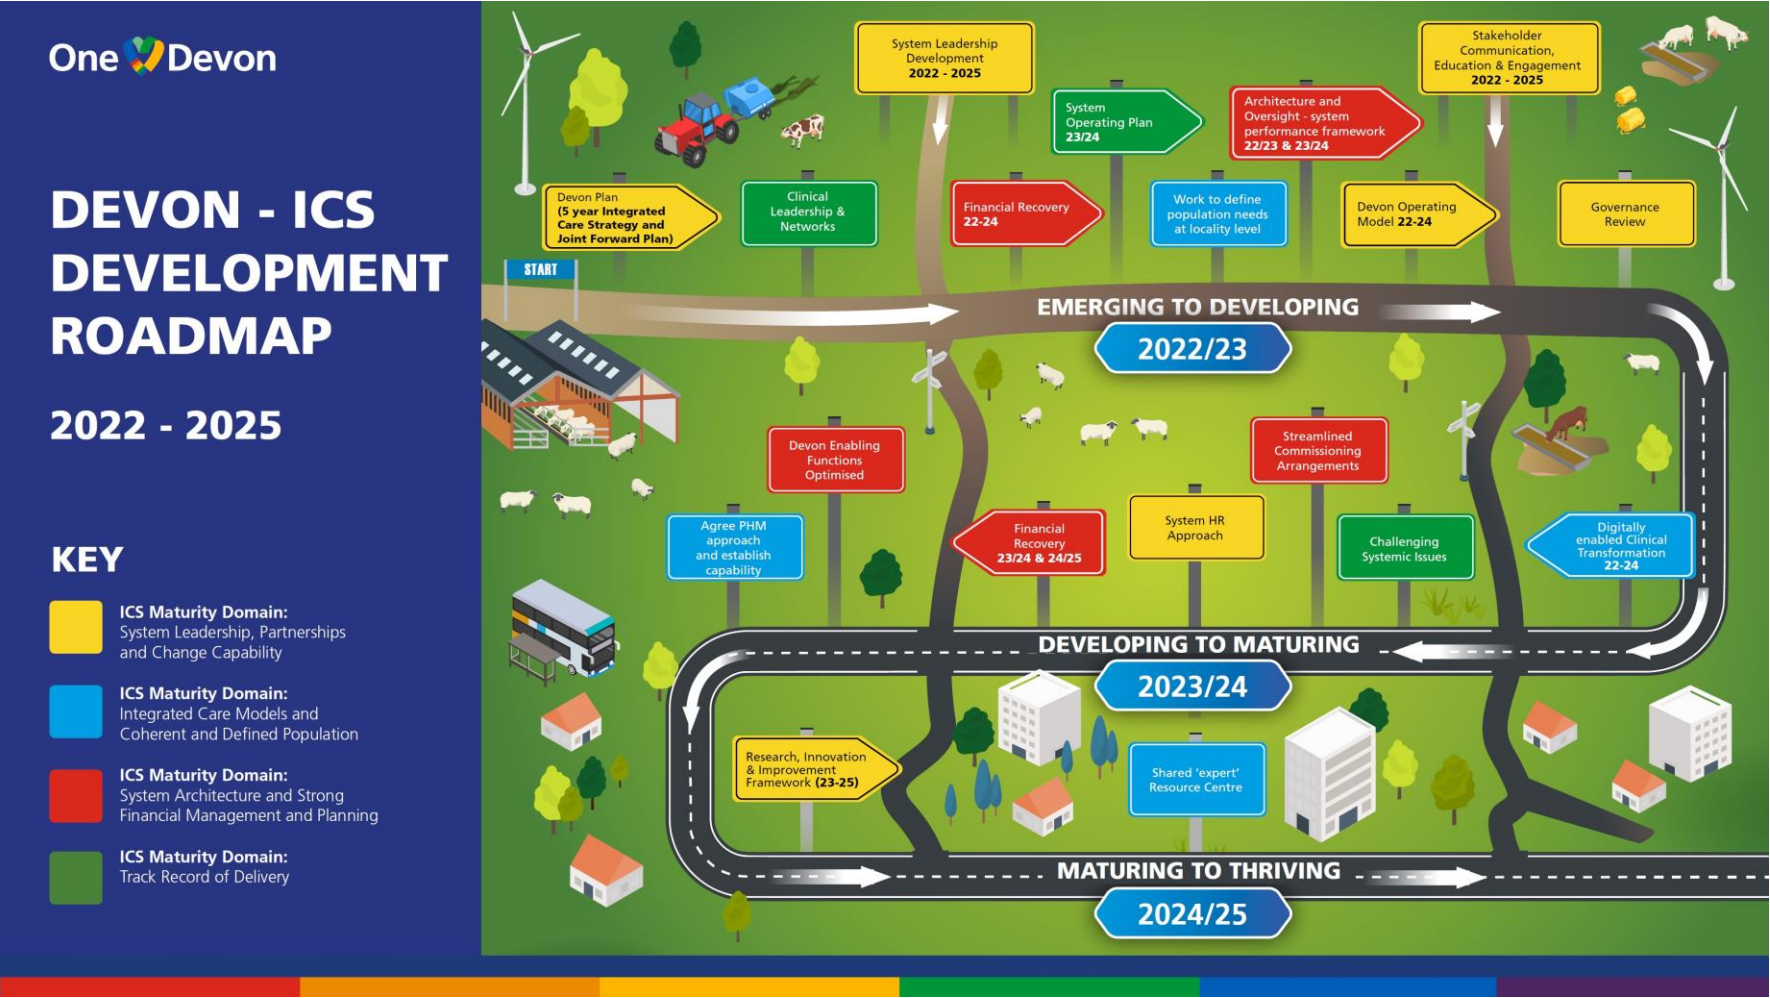 One Devon
DEVON - ICS
DEVELOPMENT
ROADMAP
2022 - 2025
KEY
ICS Maturity Domain:
System Leadership, Partnerships
and Change Capability
ICS Maturity Domain:
Integrated Care Models and
Coherent and Defined Population
ICS Maturity Domain:
System Architecture and Strong
Financial Management and Planning
ICS Maturity Domain:
Track Record of Delivery
System Leadership
Development
2022 - 2025
Stakeholder
Communication,
Education & Engagement
2022 - 2025
System
Operating Plan
23/24
Architecture and
Oversight - system
performance framework
22/23 & 23/24
Devon Plan
(5 year Integrated
Care Strategy and
Joint Forward Plan)
Clinical
Leadership &
Networks
Financial Recovery
22-24
Work to define
population needs
at locality level
Devon Operating
Model 22-24
Governance
Review
START
EMERGING TO DEVELOPING
2022/23
Devon Enabling
Functions
Optimised
Streamlined
Commissioning
Arrangements
Agree PHM
approach
and establish
capability
Financial
Recovery
23/24 & 24/25
System HR
Approach
Challenging
Systemic Issues
Digitally
enabled Clinical
Transformation
22-24
DEVELOPING TO MATURING
2023/24
Research, Innovation
& Improvement
Framework (23-25)
Shared 'expert'
Resource Centre
MATURING TO THRIVING
2024/25